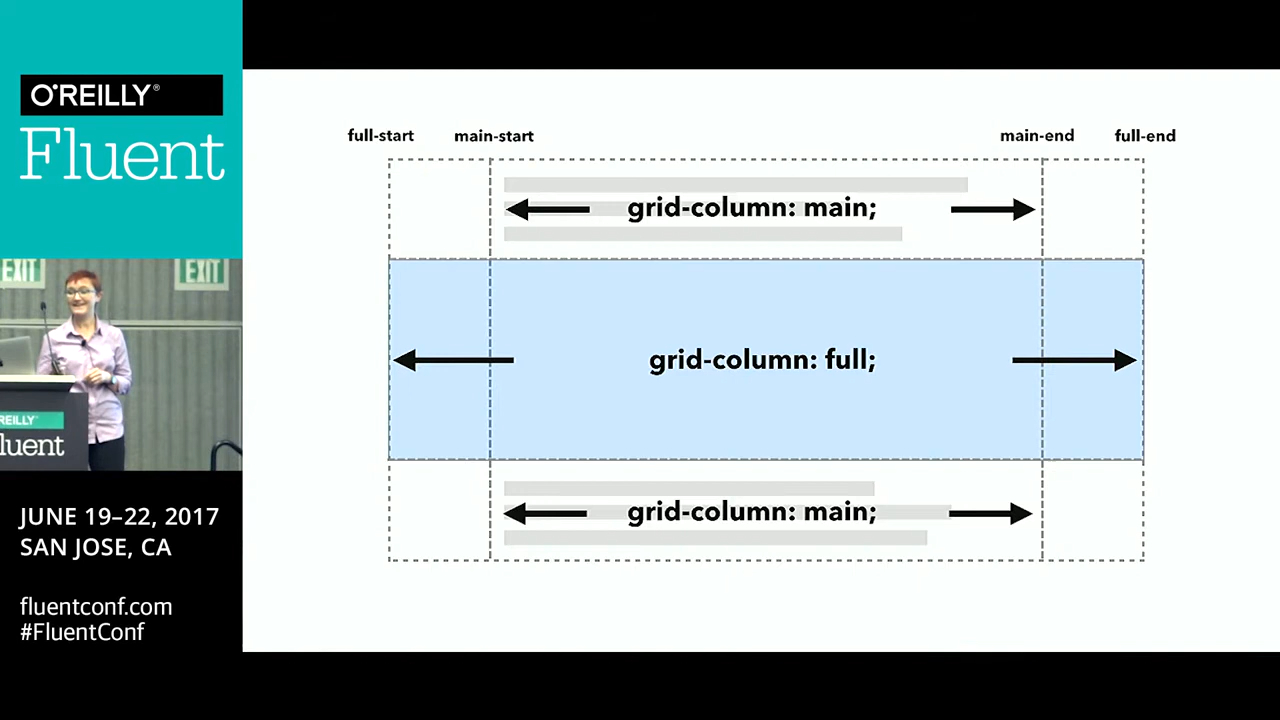 O'REILLY®
Fluent
EXIT
EXIT
REILLY
luent
JUNE 19–22, 2017
SAN JOSE, CA
fluentconf.com
#FluentConf
full-start
main-start
main-end
full-end
grid-column: main;
grid-column: full;
grid-column: main;